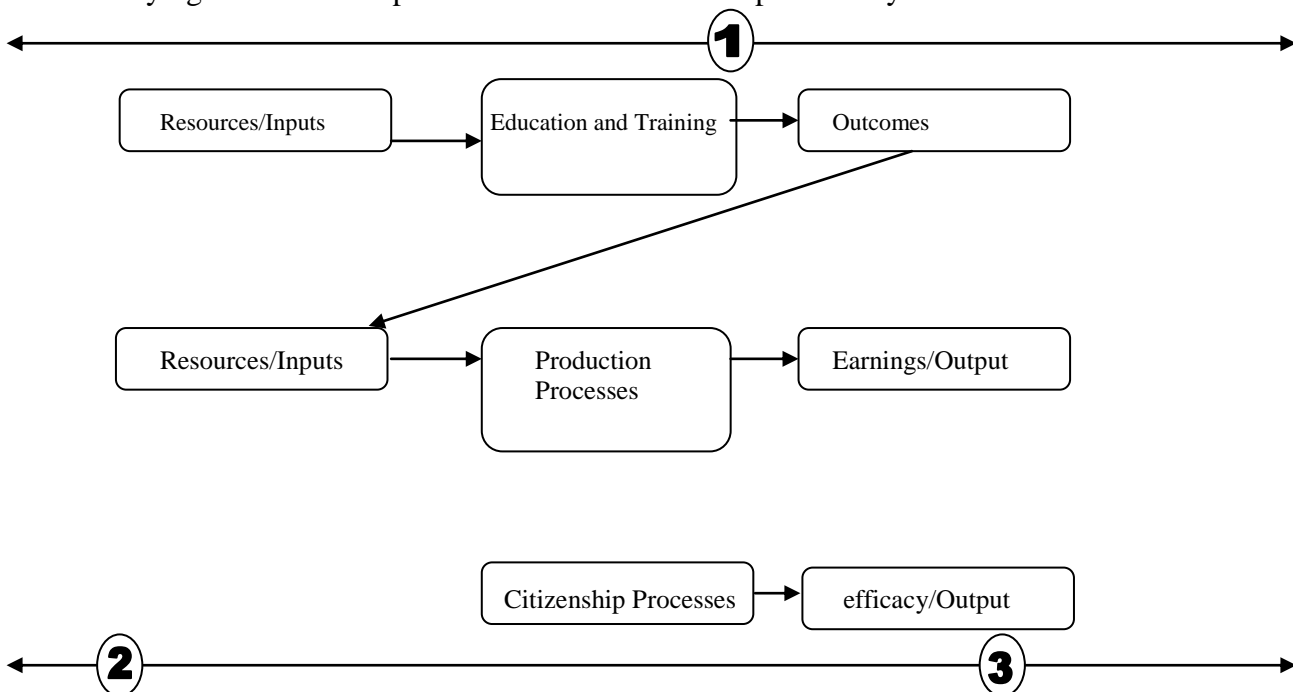 1
Resources/Inputs
Education and Training
Outcomes
Resources/Inputs
Production
Processes
Earnings/Output
Citizenship Processes
efficacy/Output
2
3